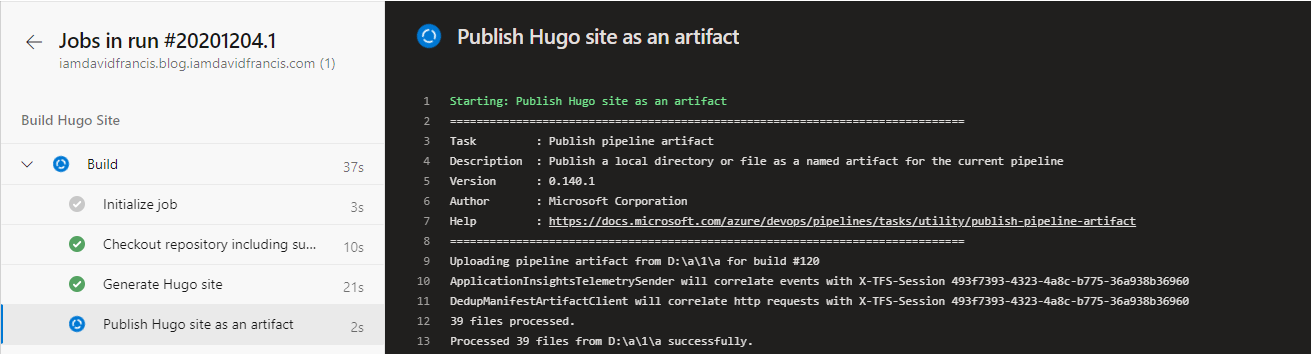 Jobs in run #20201204.1
iamdavidfrancis.blog.iamdavidfrancis.com (1)
Build Hugo Site
Build 37s
Initialize job 3s
Checkout repository including su... 10s
Generate Hugo site 21s
Publish Hugo site as an artifact 2s
Publish Hugo site as an artifact
1 Starting: Publish Hugo site as an artifact
2 ==============================================================================
3 Task : Publish pipeline artifact
4 Description : Publish a local directory or file as a named artifact for the current pipeline
5 Version : 0.140.1
6 Author : Microsoft Corporation
7 Help : https://docs.microsoft.com/azure/devops/pipelines/tasks/utility/publish-pipeline-artifact
8 ==============================================================================
9 Uploading pipeline artifact from D:\a\1\a for build #120
10 ApplicationInsightsTelemetrySender will correlate events with X-TFS-Session 493f7393-4323-4a8c-b775-36a938b36960
11 DedupManifestArtifactClient will correlate http requests with X-TFS-Session 493f7393-4323-4a8c-b775-36a938b36960
12 39 files processed.
13 Processed 39 files from D:\a\1\a successfully.